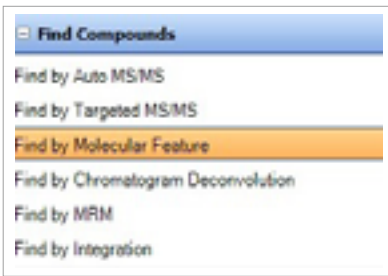 Find Compounds
Find by Auto MS/MS
Find by Targeted MS/MS
Find by Molecular Feature
Find by Chromatogram Deconvolution
Find by MRM
Find by Integration